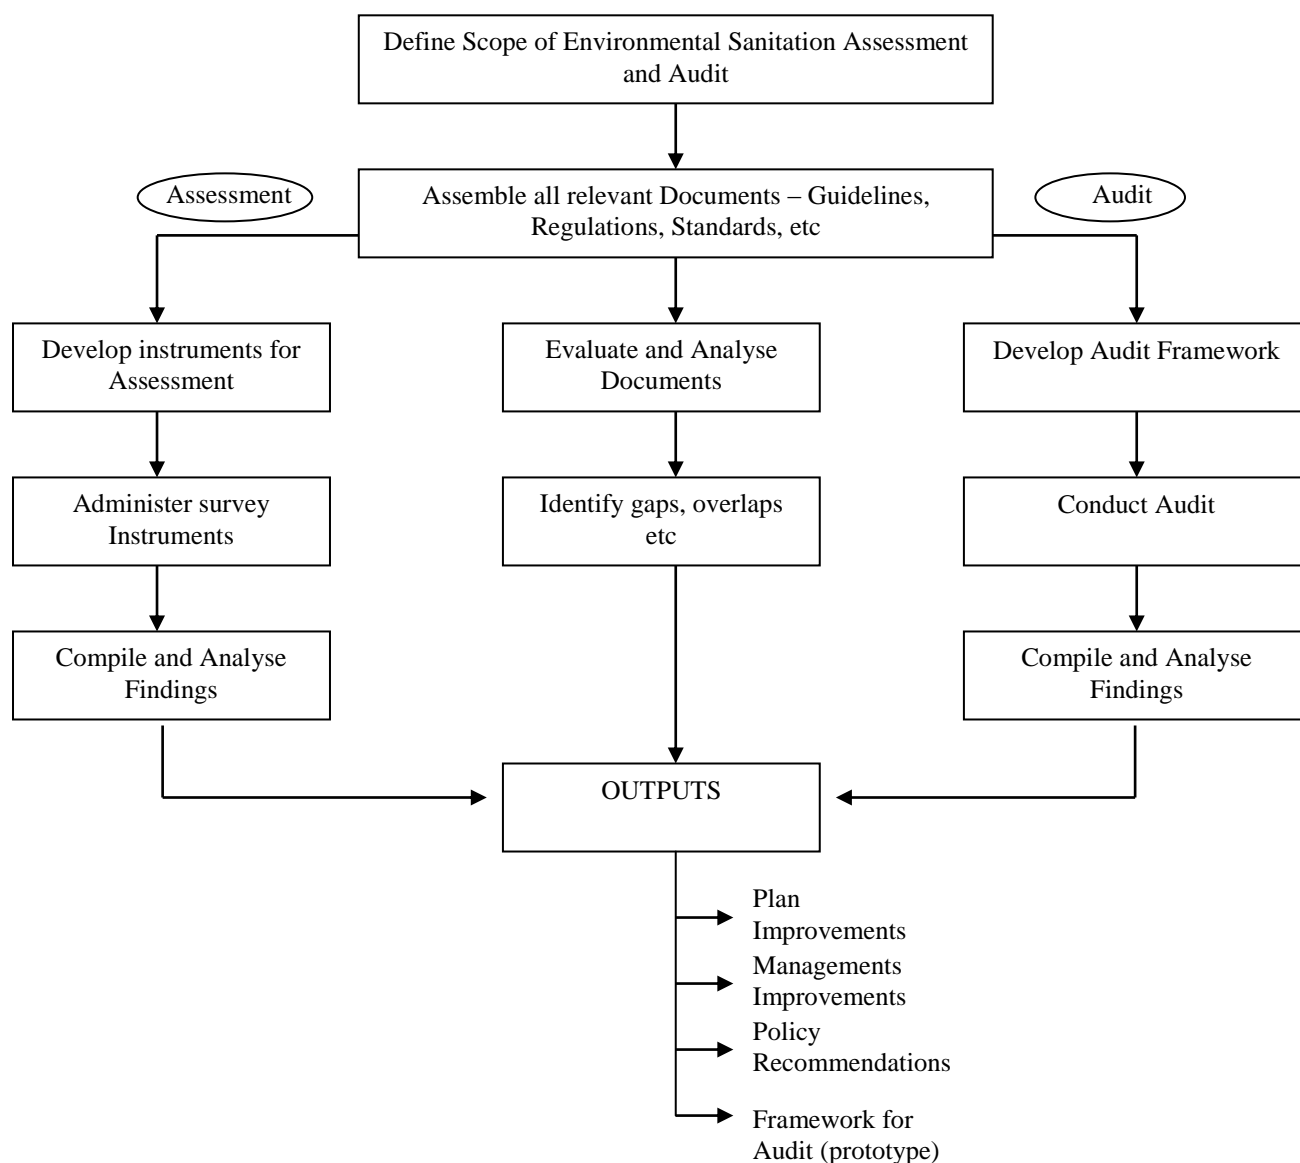 Define Scope of Environmental Sanitation Assessment
and Audit
Assessment
Assemble all relevant Documents – Guidelines,
Regulations, Standards, etc
Audit
Develop instruments for
Assessment
Evaluate and Analyse
Documents
Develop Audit Framework
Administer survey
Instruments
Identify gaps, overlaps
etc
Conduct Audit
Compile and Analyse
Findings
Compile and Analyse
Findings
OUTPUTS
Plan
Improvements
Managements
Improvements
Policy
Recommendations
Framework for
Audit (prototype)